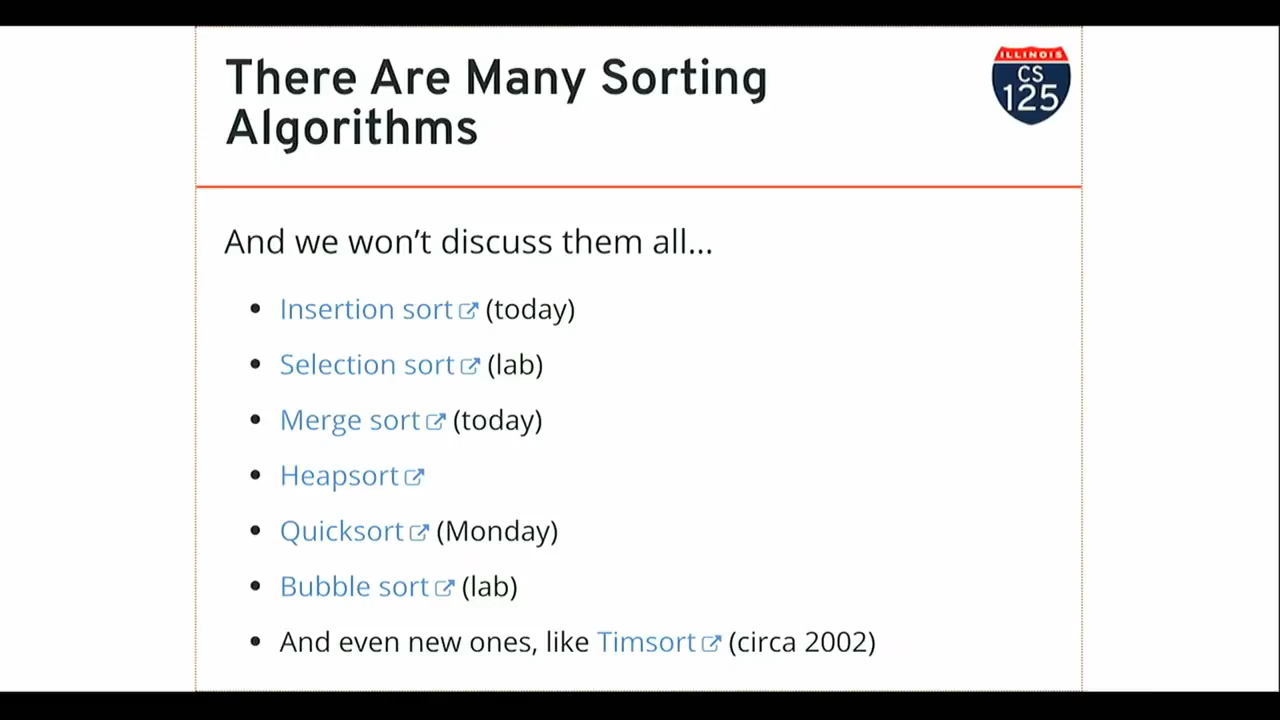 There Are Many Sorting
Algorithms
ILLINOIS
CS
125
And we won't discuss them all...
• Insertion sort (today)
• Selection sort (lab)
• Merge sort (today)
• Heapsort
• Quicksort (Monday)
• Bubble sort (lab)
• And even new ones, like Timsort (circa 2002)